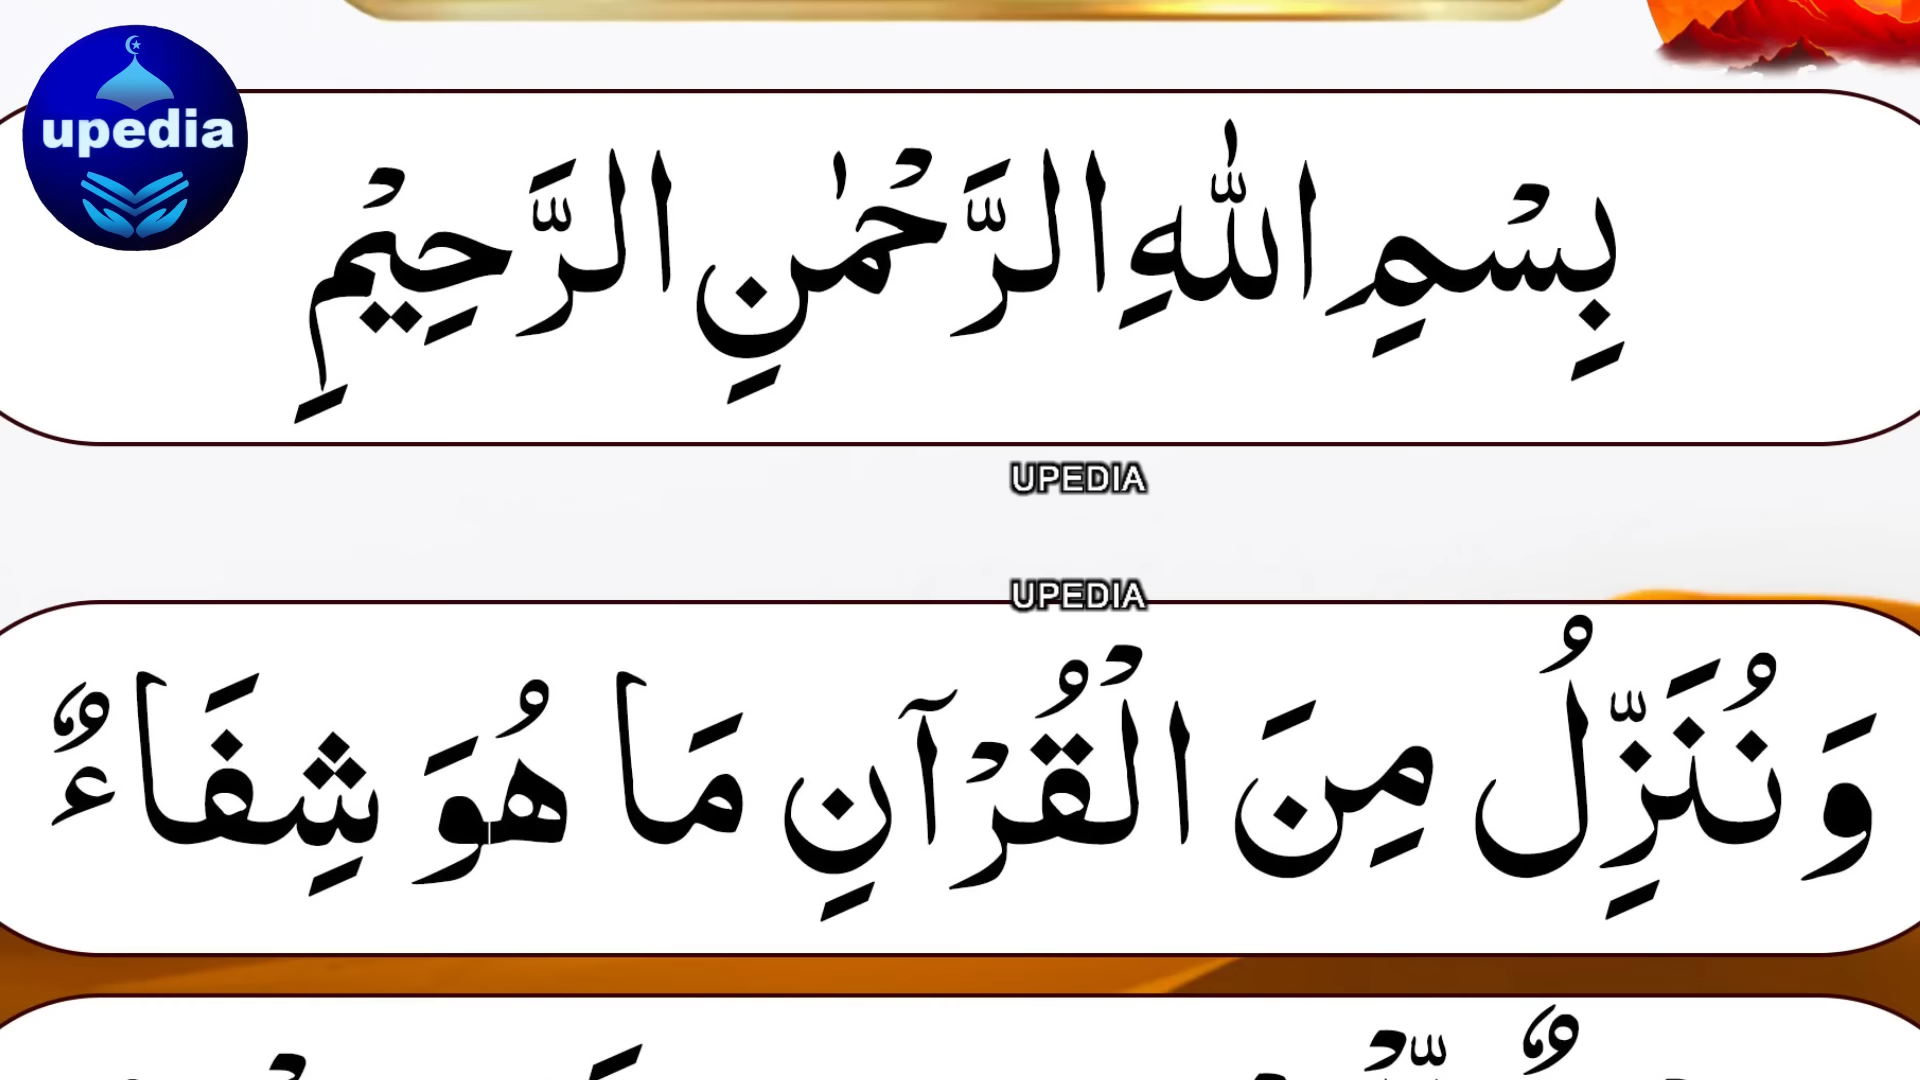 upedia
بِسْمِ اللّٰهِ الرَّحْمٰنِ الرَّحِيْمِ
UPEDIA
UPEDIA
وَنُنَزِّلُ مِنَ الْقُرْآنِ مَا هُوَ شِفَاءٌ